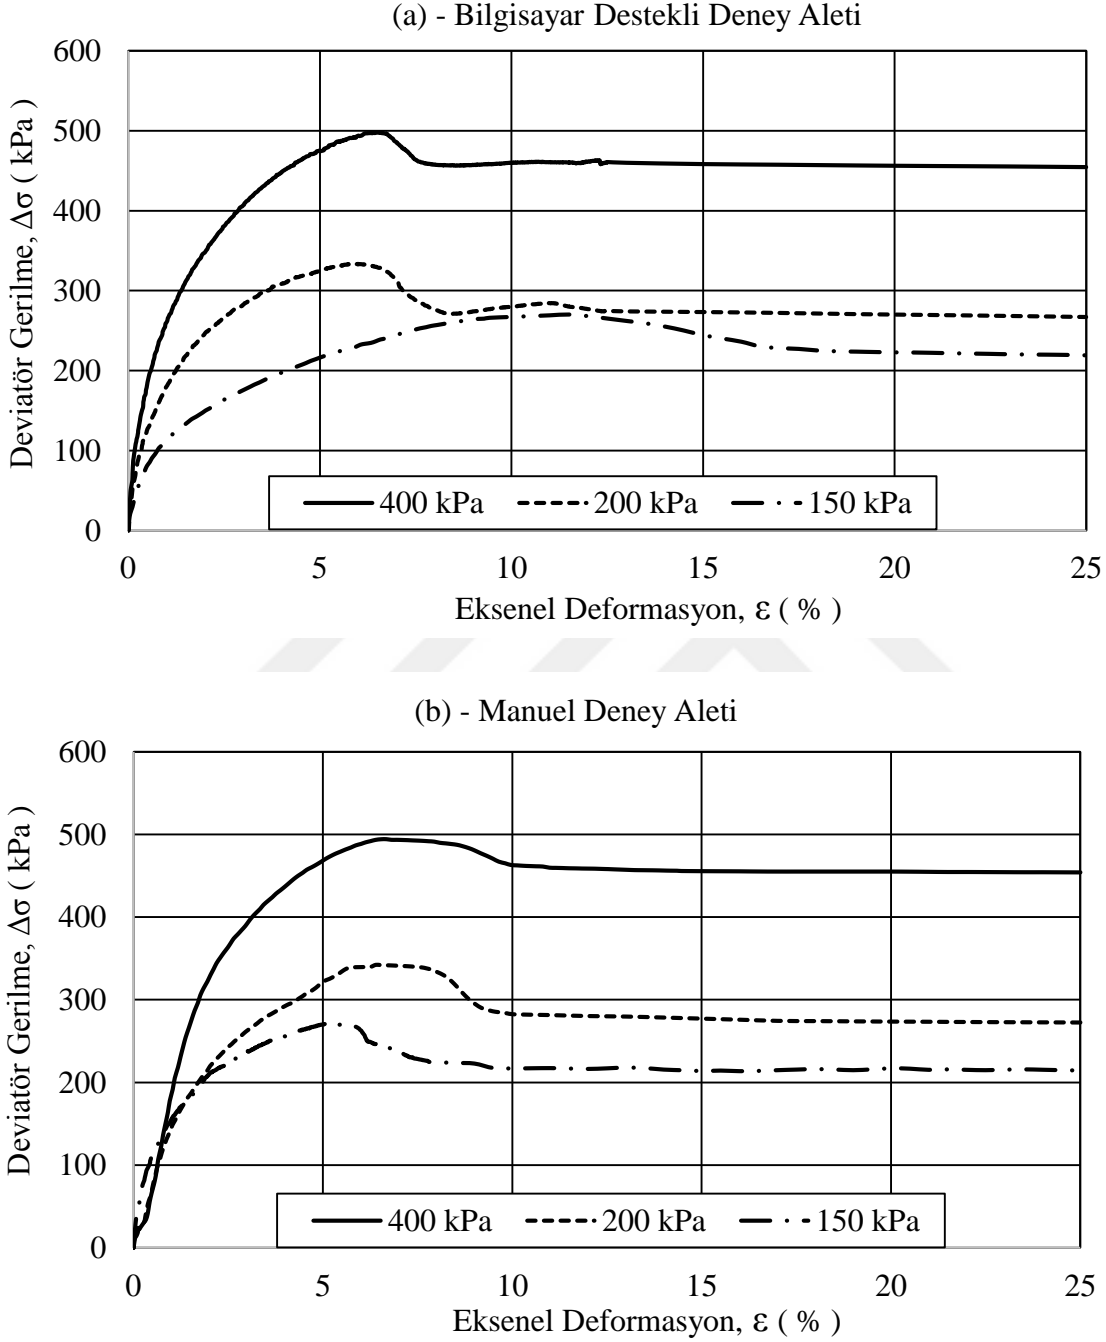 (a) - Bilgisayar Destekli Deney Aleti
600
500
400
300
200
100
0
Deviatör Gerilme, Δσ ( kPa )
400 kPa 200 kPa 150 kPa
0 5 10 15 20 25
Eksenel Deformasyon, ε ( % )
(b) - Manuel Deney Aleti
600
500
400
300
200
100
0
Deviatör Gerilme, Δσ ( kPa )
400 kPa 200 kPa 150 kPa
0 5 10 15 20 25
Eksenel Deformasyon, ε ( % )